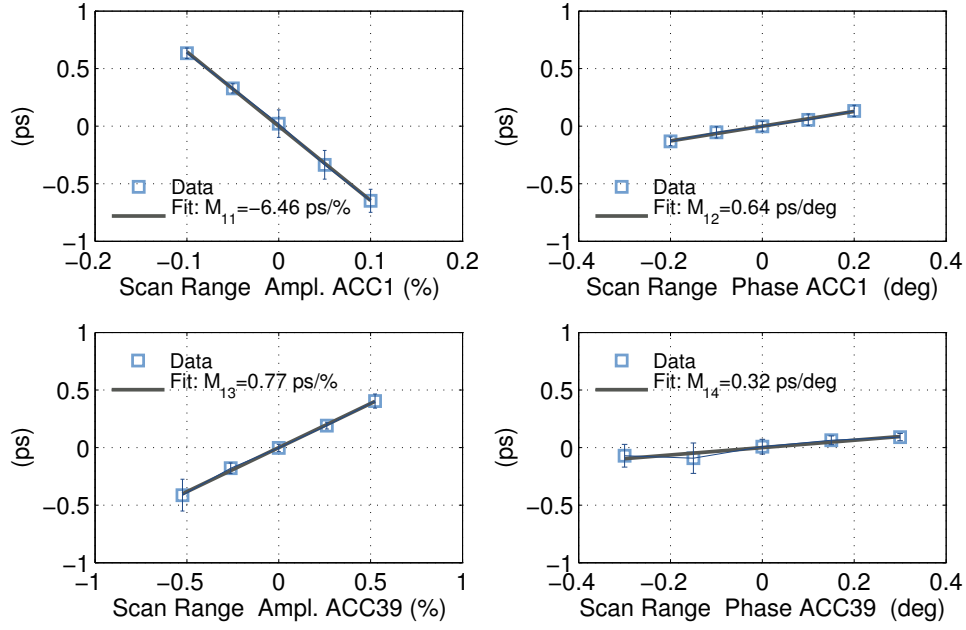 1
0.5
0
−0.5
−1
(ps)
Data
Fit: M11=−6.46 ps/%
−0.2 −0.1 0 0.1 0.2
Scan Range Ampl. ACC1 (%)
1
0.5
0
−0.5
−1
(ps)
Data
Fit: M12=0.64 ps/deg
−0.4 −0.2 0 0.2 0.4
Scan Range Phase ACC1 (deg)
1
0.5
0
−0.5
−1
(ps)
Data
Fit: M13=0.77 ps/%
−1 −0.5 0 0.5 1
Scan Range Ampl. ACC39 (%)
1
0.5
0
−0.5
−1
(ps)
Data
Fit: M14=0.32 ps/deg
−0.4 −0.2 0 0.2 0.4
Scan Range Phase ACC39 (deg)